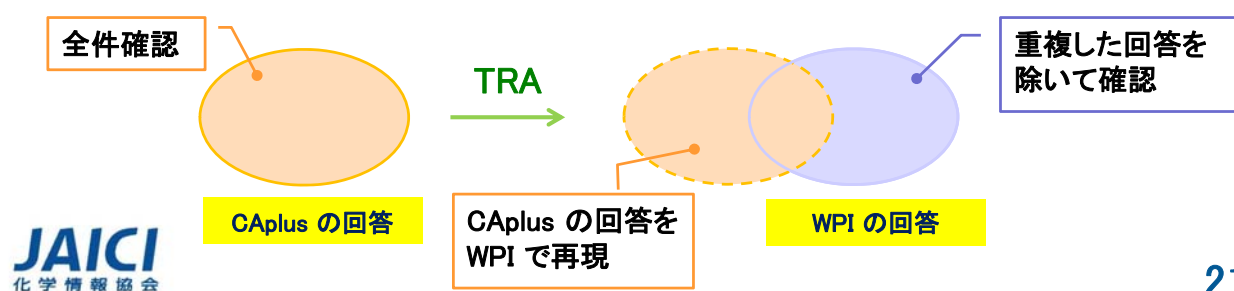 全件確認
TRA
重複した回答を
除いて確認
CAplus の回答
CAplus の回答を
WPI で再現
WPI の回答
JAICI
化学情報協会